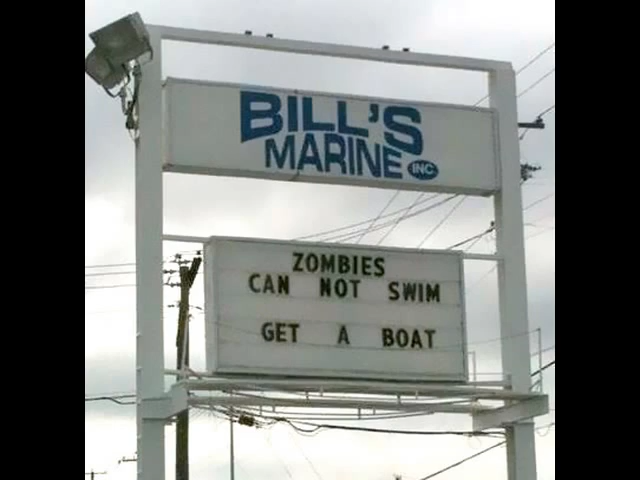 BILL'S
MARINE INC.
ZOMBIES
CAN NOT SWIM
GET A BOAT